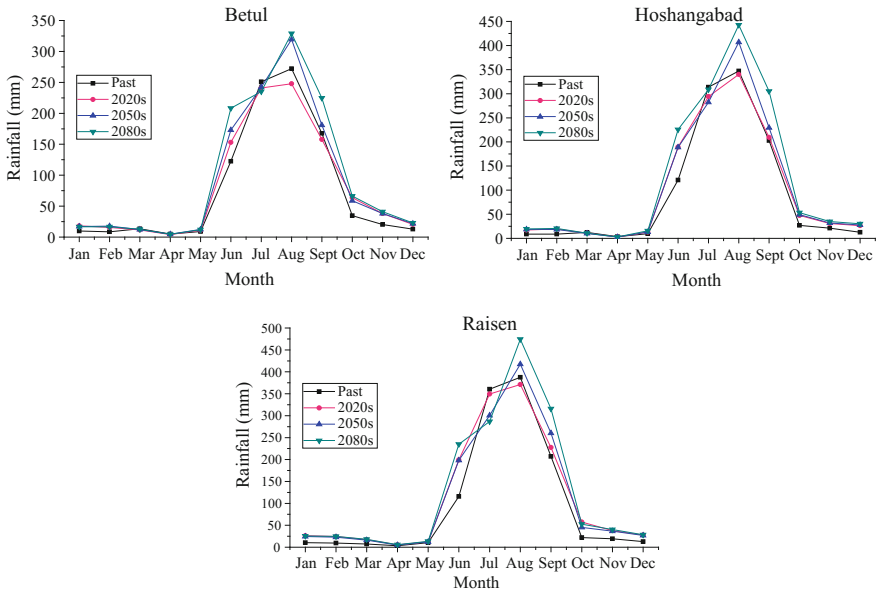 Betul
350
300
250
200
150
100
50
0
Rainfall (mm)
Past
2020s
2050s
2080s
Jan Feb Mar Apr May Jun Jul Aug Sept Oct Nov Dec
Month
Hoshangabad
450
400
350
300
350
200
150
100
50
0
Rainfall (mm)
Past
2020s
2050s
2080s
Jan Feb Mar Apr May Jun Jul Aug Sept Oct Nov Dec
Month
Raisen
500
450
400
350
300
250
200
150
100
50
0
Rainfall (mm)
Past
2020s
2050s
2080s
Jan Feb Mar Apr May Jun Jul Aug Sept Oct Nov Dec
Month